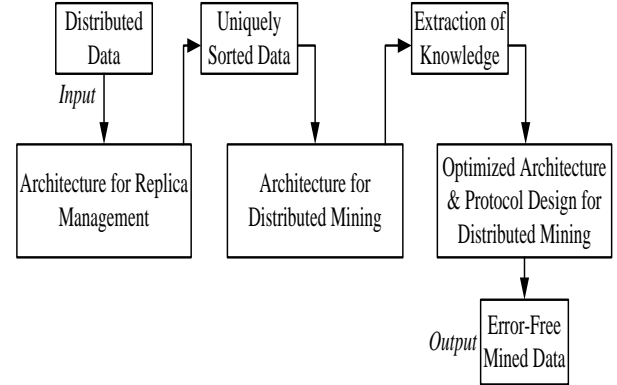 Distributed
Data
Input
Architecture for Replica
Management
Uniquely
Sorted Data
Architecture for
Distributed Mining
Extraction of
Knowledge
Optimized Architecture
& Protocol Design for
Distributed Mining
Output
Error-Free
Mined Data